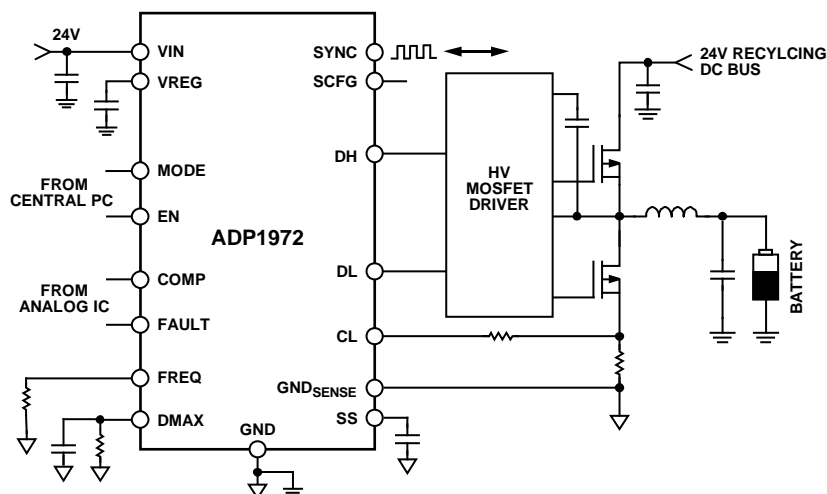 24V
VIN
VREG
MODE
FROM
CENTRAL PC
EN
COMP
FROM
ANALOG IC
FAULT
FREQ
DMAX
ADP1972
GND
SYNC
SCFG
DH
DL
CL
GNDSENSE
SS
HV
MOSFET
DRIVER
24V RECYLCING
DC BUS
BATTERY